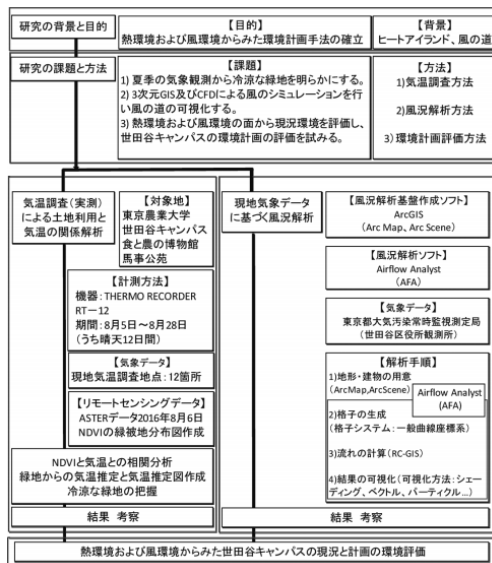 研究の背景と目的
【目的】
熱環境および風環境からみた環境計画手法の確立
【背景】
ヒートアイランド、風の道
研究の課題と方法
【課題】
1) 夏季の気象観測から冷涼な緑地を明らかにする。
2) 3次元GIS及びCFDによる風のシミュレーションを行
い風の道の可視化する。
3) 熱環境および風環境の面から現況環境を評価し、世田谷キャンパスの環境計画の評価を試みる。
【方法】
1)気温調査方法
2)風況解析方法
3)環境計画評価方法
気温調査(実測)
による土地利用と
気温の関係解析
【対象地】
東京農業大学
世田谷キャンパス
食と農の博物館
馬事公苑
【計測方法】
機器:THERMO RECORDER
RT−12
期間:8月5日〜8月28日
(うち晴天12日間)
【気象データ】
現地気温調査地点:12箇所
【リモートセンシングデータ】
ASTERデータ2016年8月6日
NDVIの緑被地分布図作成
NDVIと気温との相関分析
緑地からの気温推定と気温推定図作成
冷涼な緑地の把握
結果 考察
現地気象データ
に基づく風況解析
【風況解析基盤作成ソフト】
ArcGIS
(Arc Map、Arc Scene)
【風況解析ソフト】
Airflow Analyst
(AFA)
【気象データ】
東京都大気汚染常時監視測定局
(世田谷区役所観測所)
【解析手順】
1)地形・建物の用意
(ArcMap,ArcScene)
Airflow Analyst
(AFA)
2)格子の生成
(格子システム:一般曲線座標系)
3)流れの計算(RC-GIS)
4)結果の可視化(可視化方法:シェー
ディング、ベクトル、パーティクル…)
結果 考察
熱環境および風環境からみた世田谷キャンパスの現況と計画の環境評価